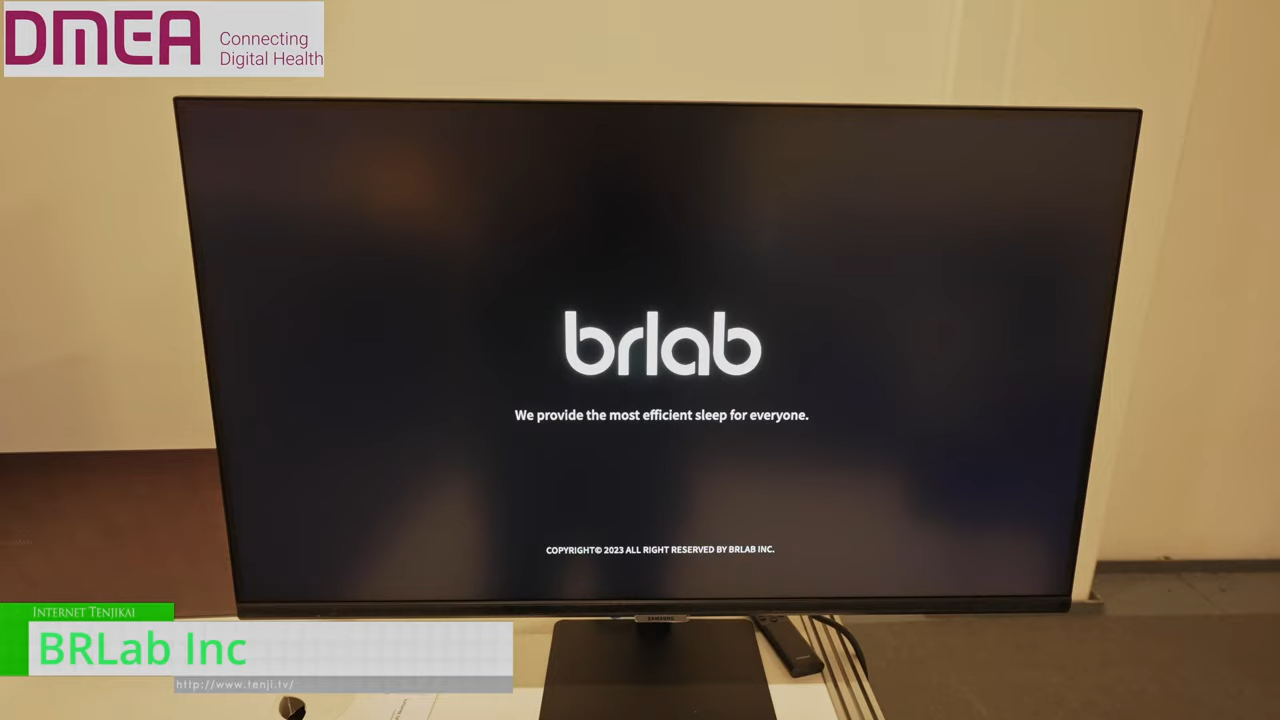 DMEA
Connecting
Digital Health
brlab
We provide the most efficient sleep for everyone.
COPYRIGHT© 2023 ALL RIGHT RESERVED BY BRLAB INC.
SAMSUNG
INTERNET TENJIKAI
BRLab Inc
http://www.tenji.tv/